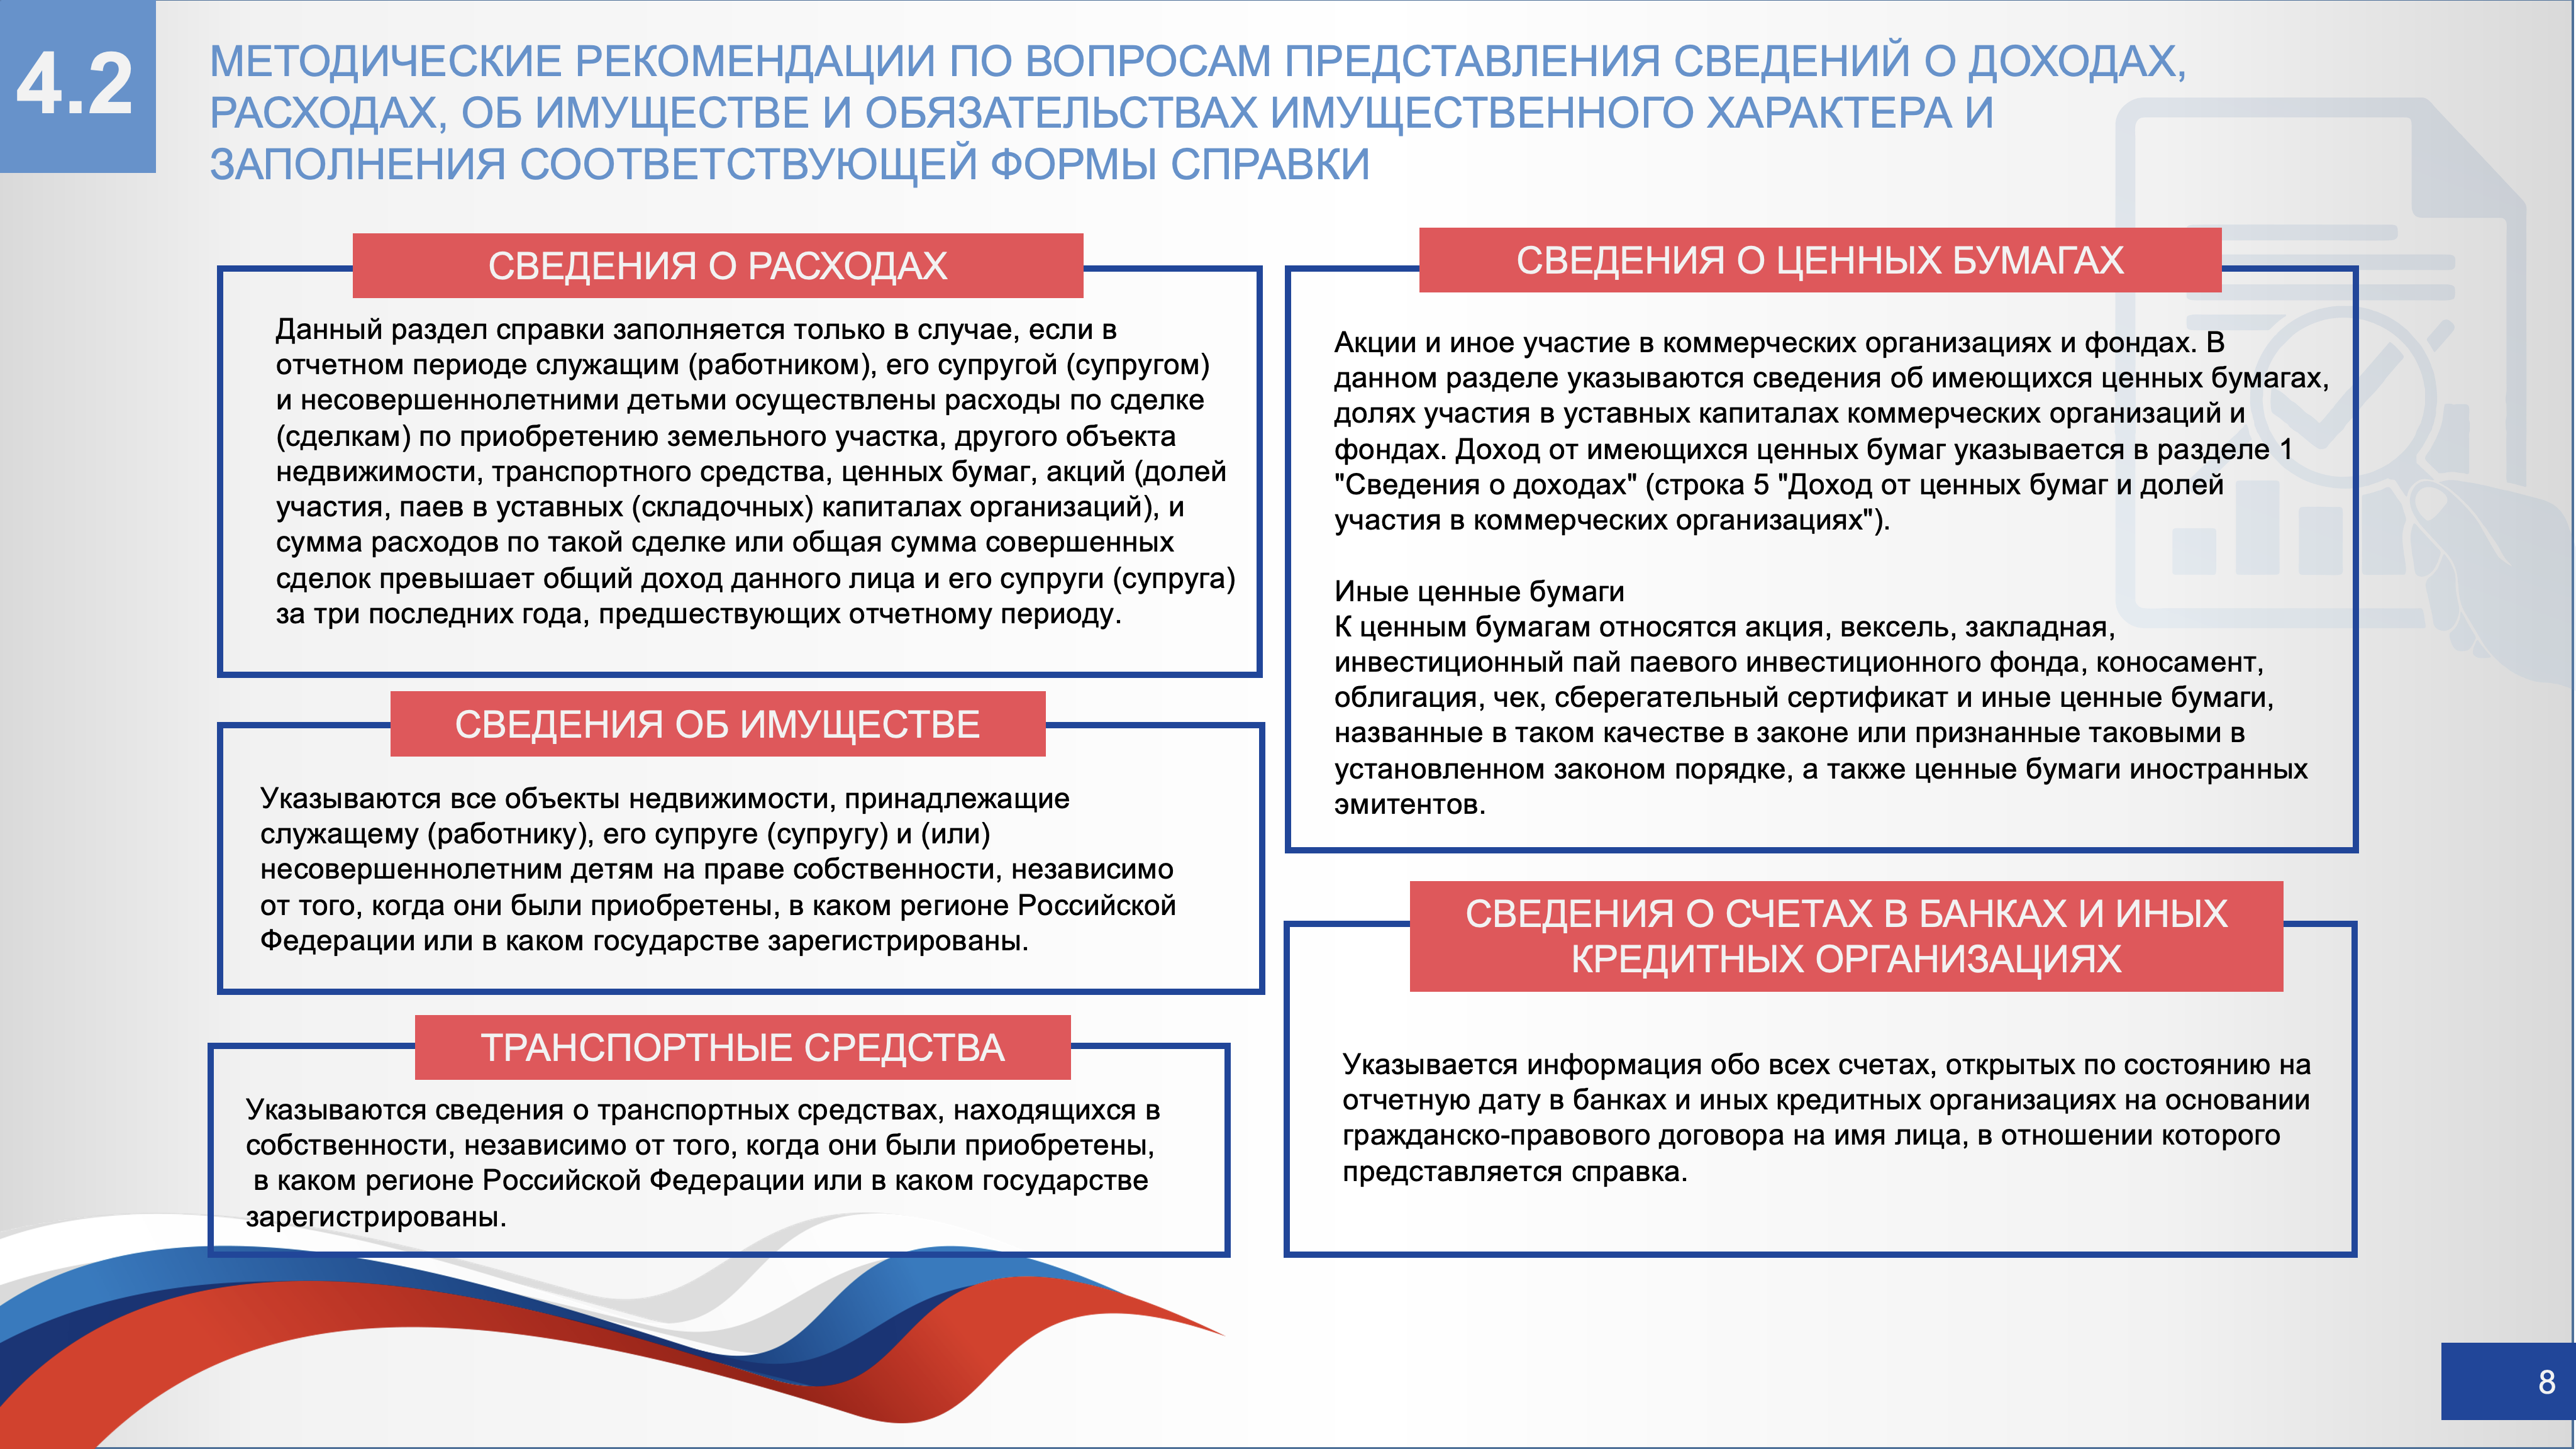 4.2
МЕТОДИЧЕСКИЕ РЕКОМЕНДАЦИИ ПО ВОПРОСАМ ПРЕДСТАВЛЕНИЯ СВЕДЕНИЙ О ДОХОДАХ,
РАСХОДАХ, ОБ ИМУЩЕСТВЕ И ОБЯЗАТЕЛЬСТВАХ ИМУЩЕСТВЕННОГО ХАРАКТЕРА И
ЗАПОЛНЕНИЯ СООТВЕТСТВУЮЩЕЙ ФОРМЫ СПРАВКИ
СВЕДЕНИЯ О РАСХОДАХ
Данный раздел справки заполняется только в случае, если в
отчетном периоде служащим (работником), его супругой (супругом)
и несовершеннолетними детьми осуществлены расходы по сделке
(сделкам) по приобретению земельного участка, другого объекта
недвижимости, транспортного средства, ценных бумаг, акций (долей
участия, паев в уставных (складочных) капиталах организаций), и
сумма расходов по такой сделке или общая сумма совершенных
сделок превышает общий доход данного лица и его супруги (супруга)
за три последних года, предшествующих отчетному периоду.
СВЕДЕНИЯ ОБ ИМУЩЕСТВЕ
Указываются все объекты недвижимости, принадлежащие
служащему (работнику), его супруге (супругу) и (или)
несовершеннолетним детям на праве собственности, независимо
от того, когда они были приобретены, в каком регионе Российской
Федерации или в каком государстве зарегистрированы.
ТРАНСПОРТНЫЕ СРЕДСТВА
Указываются сведения о транспортных средствах, находящихся в
собственности, независимо от того, когда они были приобретены,
в каком регионе Российской Федерации или в каком государстве
зарегистрированы.
СВЕДЕНИЯ О ЦЕННЫХ БУМАГАХ
Акции и иное участие в коммерческих организациях и фондах. В
данном разделе указываются сведения об имеющихся ценных бумагах,
долях участия в уставных капиталах коммерческих организаций и
фондах. Доход от имеющихся ценных бумаг указывается в разделе 1
"Сведения о доходах" (строка 5 "Доход от ценных бумаг и долей
участия в коммерческих организациях").
Иные ценные бумаги
К ценным бумагам относятся акция, вексель, закладная,
инвестиционный пай паевого инвестиционного фонда, коносамент,
облигация, чек, сберегательный сертификат и иные ценные бумаги,
названные в таком качестве в законе или признанные таковыми в
установленном законом порядке, а также ценные бумаги иностранных
эмитентов.
СВЕДЕНИЯ О СЧЕТАХ В БАНКАХ И ИНЫХ
КРЕДИТНЫХ ОРГАНИЗАЦИЯХ
Указывается информация обо всех счетах, открытых по состоянию на
отчетную дату в банках и иных кредитных организациях на основании
гражданско-правового договора на имя лица, в отношении которого
представляется справка.
8